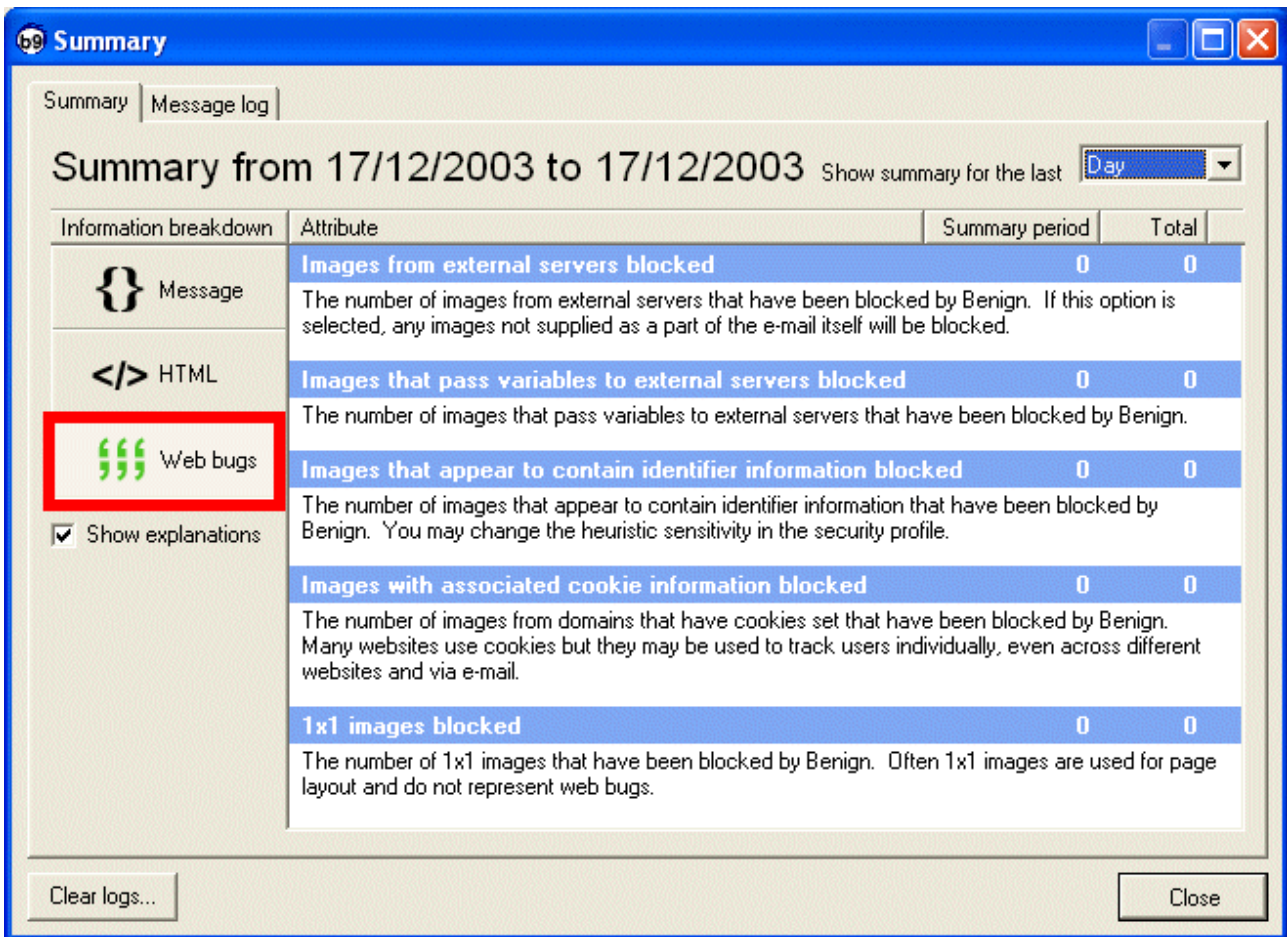 b9 Summary
Summary Message log
Summary from 17/12/2003 to 17/12/2003 Show summary for the last Day
Information breakdown Attribute Summary period Total
{} Message
</> HTML
;;; Web bugs
Show explanations
Images from external servers blocked 0 0
The number of images from external servers that have been blocked by Benign. If this option is
selected, any images not supplied as a part of the e-mail itself will be blocked.
Images that pass variables to external servers blocked 0 0
The number of images that pass variables to external servers that have been blocked by Benign.
Images that appear to contain identifier information blocked 0 0
The number of images that appear to contain identifier information that have been blocked by
Benign. You may change the heuristic sensitivity in the security profile.
Images with associated cookie information blocked 0 0
The number of images from domains that have cookies set that have been blocked by Benign.
Many websites use cookies but they may be used to track users individually, even across different
websites and via e-mail.
1x1 images blocked 0 0
The number of 1x1 images that have been blocked by Benign. Often 1x1 images are used for page
layout and do not represent web bugs.
Clear logs... Close